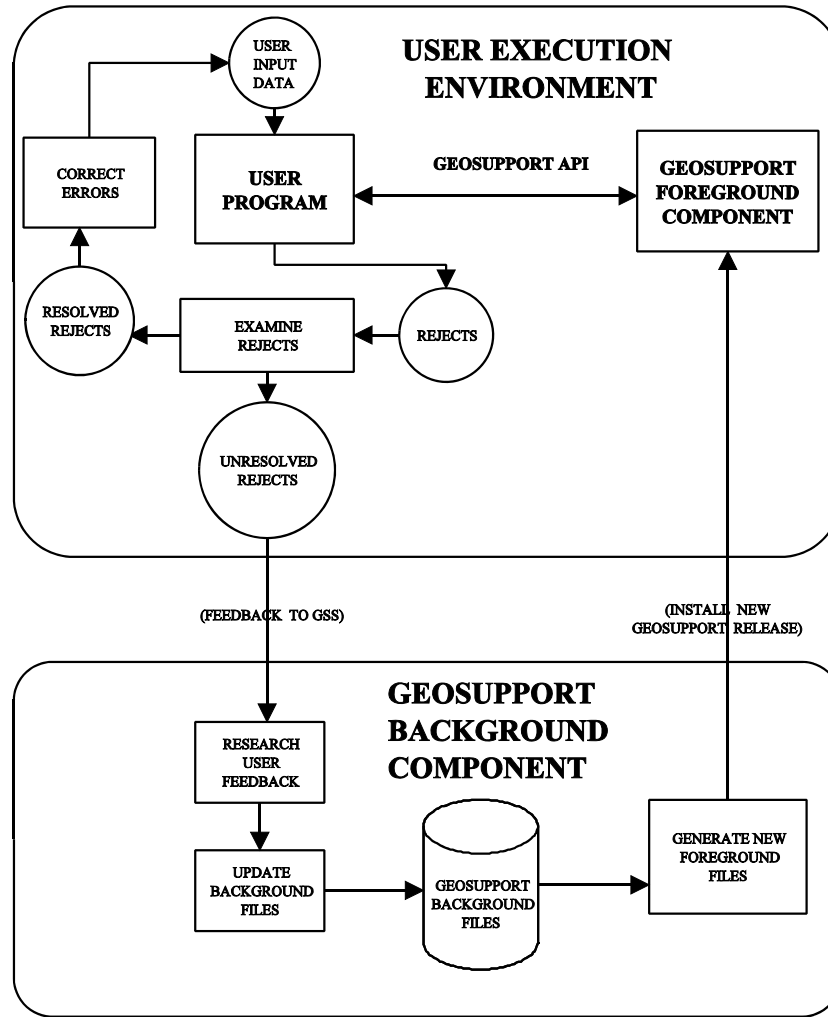 USER
INPUT
DATA
USER EXECUTION
ENVIRONMENT
CORRECT
ERRORS
USER
PROGRAM
GEOSUPPORT API
GEOSUPPORT
FOREGROUND
COMPONENT
RESOLVED
REJECTS
EXAMINE
REJECTS
REJECTS
UNRESOLVED
REJECTS
(FEEDBACK TO GSS)
(INSTALL NEW
GEOSUPPORT RELEASE)
GEOSUPPORT
BACKGROUND
COMPONENT
RESEARCH
USER
FEEDBACK
UPDATE
BACKGROUND
FILES
GEOSUPPORT
BACKGROUND
FILES
GENERATE NEW
FOREGROUND
FILES